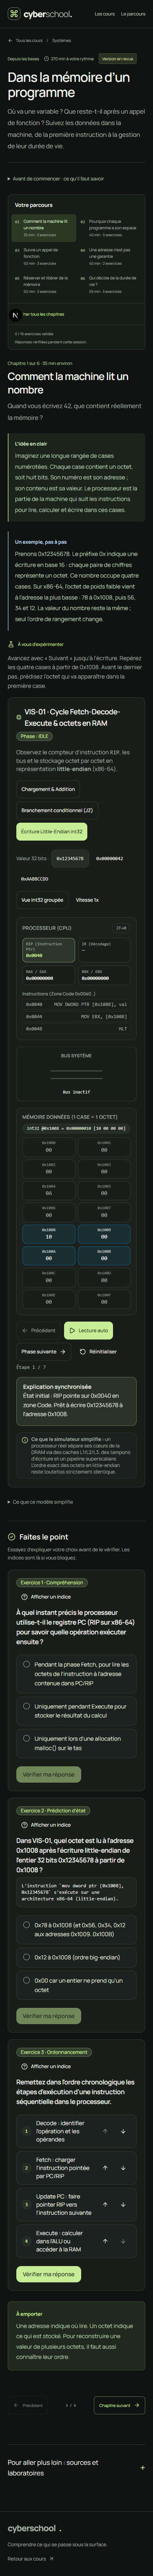 cyberschool.
Les cours
Le parcours
← Tous les cours / Systèmes
Depuis les bases
370 min à votre rythme
Version en revue
Dans la mémoire d'un
programme
Où va une variable ? Que reste-t-il après un appel
de fonction ? Suivez les données dans la
machine, de la première instruction à la gestion
de leur durée de vie.
▸ Avant de commencer : ce qu'il faut savoir
Votre parcours
01 Comment la machine lit
un nombre
35 min · 3 exercices
02 Pourquoi chaque
programme a son espace
03 Suivre un appel de
fonction
04 Une adresse n'est pas
une garantie
05 Réserver et libérer de la
mémoire
06 Qui décide de la durée de
vie ?
N
her tous les chapitres
Chapitre 1 sur 6 · 35 min environ
Comment la machine lit un
nombre
Quand vous écrivez 42, que contient réellement
la mémoire ?
L'idée en clair
Imaginez une longue rangée de cases
numérotées. Chaque case contient un octet,
soit huit bits. Son numéro est son adresse ;
son contenu est sa valeur. Le processeur est la
partie de la machine qui suit les instructions
pour lire, calculer et écrire dans ces cases.
Un exemple, pas à pas
Prenons 0x12345678. Le préfixe 0x indique une
écriture en base 16 : chaque paire de chiffres
représente un octet. Ce nombre occupe quatre
cases. Sur x86-64, l'octet de poids faible vient
à l'adresse la plus basse : 78 à 0x1008, puis 56,
34 et 12. La valeur du nombre reste la même ;
seul l'ordre de rangement change.
À vous d'expérimenter
Avancez avec « Suivant » jusqu'à l'écriture. Repérez
les quatre cases à partir de 0x1008. Avant le dernier
pas, prédisez l'octet qui va apparaître dans la
première case.
VIS-01 · Cycle Fetch-Decode-
Execute & octets en RAM
Phase : IDLE
Observez le compteur d'instruction RIP, les
bus et le stockage octet par octet en
représentation little-endian (x86-64).
Chargement & Addition
Branchement conditionnel (JZ)
Écriture Little-Endian int32
Valeur 32 bits :
0x12345678
0x00000042
0xAABBCCDD
Vue int32 groupée
Vitesse 1x
PROCESSEUR (CPU)
ZF=0
RIP (Instruction
Ptr)
0x0040
IR (Décodage)
—
RAX / EAX
0x00000000
RBX / EBX
0x00000000
Instructions (Zone Code 0x0040..)
0x0040 MOV DWORD PTR [0x1008], val
0x0044 MOV EBX, [0x1008]
0x0048 HLT
BUS SYSTÈME
Bus inactif
MÉMOIRE DONNÉES (1 CASE = 1 OCTET)
int32 @0x1008 = 0x00000010 [10 00 00 00]
0x1000
00
0x1001
00
0x1002
00
0x1003
00
0x1004
0A
0x1005
00
0x1006
00
0x1007
00
0x1008
10
0x1009
00
0x100A
00
0x100B
00
0x100C
00
0x100D
00
0x100E
00
0x100F
00
← Précédent
Lecture auto
Phase suivante →
Réinitialiser
Étape 1 / 7
Explication synchronisée
État initial : RIP pointe sur 0x0040 en
zone Code. Prêt à écrire 0x12345678 à
l'adresse 0x1008.
Ce que le simulateur simplifie : un
processeur réel sépare ses cœurs de la
DRAM via des caches L1/L2/L3, des tampons
d'écriture et un pipeline superscalaire.
L'ordre et l'endianness des octets en mémoire
reste toutefois strictement identique.
▸ Ce que ce modèle simplifie
Faites le point
Essayez d'expliquer votre choix avant de le vérifier. Les
indices sont là si vous bloquez.
Exercice 1 · Compréhension
Afficher un indice
À quel instant précis le processeur
utilise-t-il le registre PC (RIP sur x86-64)
pour savoir quelle opération exécuter
ensuite ?
Pendant la phase Fetch, pour lire les
octets de l'instruction à l'adresse
contenue dans PC/RIP
Uniquement pendant Execute pour
stocker le résultat du calcul
Uniquement lors d'une allocation
malloc() sur le tas
Vérifier ma réponse
Exercice 2 · Prédiction d'état
Afficher un indice
Dans VIS-01, quel octet est lu à l'adresse
0x1008 après l'écriture little-endian de
l'entier 32 bits 0x12345678 à partir de
0x1008 ?
L'instruction `mov dword ptr [0x1008],
0x12345678` s'exécute sur une
architecture x86-64 (little-endian).
0x78 à 0x1008 (et 0x56, 0x34, 0x12
aux adresses 0x1009..0x100B)
0x12 à 0x1008 (ordre big-endian)
0x00 car un entier ne prend qu'un
octet
Vérifier ma réponse
Exercice 3 · Ordonnancement
Afficher un indice
Remettez dans l'ordre chronologique les
étapes d'exécution d'une instruction
séquentielle dans le processeur.
1 Decode : identifier
l'opération et les
opérandes
2 Fetch : charger
l'instruction pointée
par PC/RIP
3 Update PC : faire
pointer RIP vers
l'instruction suivante
4 Execute : calculer
dans l'ALU ou
accéder à la RAM
Vérifier ma réponse
À emporter
Une adresse indique où lire. Un octet indique
ce qui est stocké. Pour reconstruire une
valeur de plusieurs octets, il faut aussi
connaître leur ordre.
← Précédent
Chapitre suivant →
Pour aller plus loin : sources et
laboratoires
+
cyberschool .
Comprendre ce qui se passe sous la surface.
Retour aux cours ↗